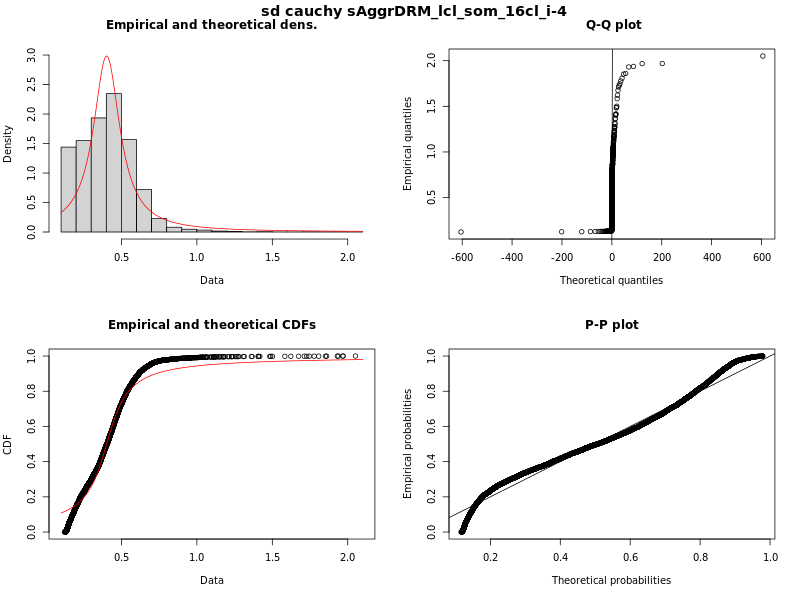 sd cauchy sAggrDRM_lcl_som_16cl_i-4
Empirical and theoretical dens.
Density
0.0 0.5 1.0 1.5 2.0 2.5 3.0
0.5 1.0 1.5 2.0
Data
Q-Q plot
Empirical quantiles
0.5 1.0 1.5 2.0
-600 -400 -200 0 200 400 600
Theoretical quantiles
Empirical and theoretical CDFs
CDF
0.0 0.2 0.4 0.6 0.8 1.0
0.5 1.0 1.5 2.0
Data
P-P plot
Empirical probabilities
0.0 0.2 0.4 0.6 0.8 1.0
0.2 0.4 0.6 0.8 1.0
Theoretical probabilities